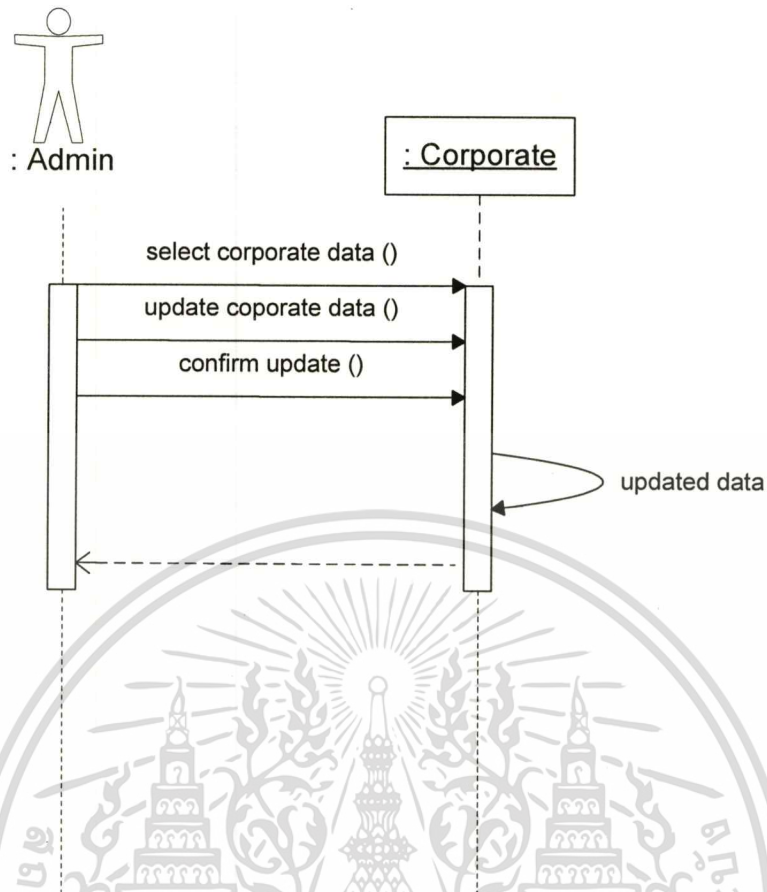 : Admin
: Corporate
select corporate data ()
update coporate data ()
confirm update ()
updated data